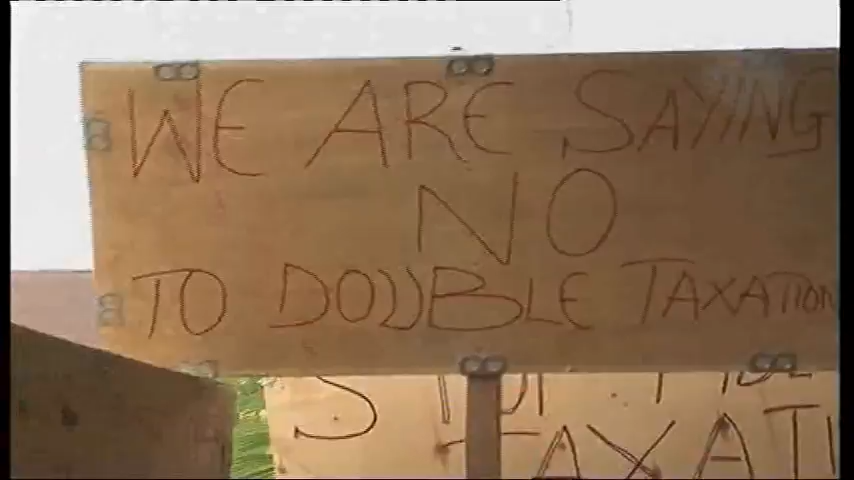 WE ARE SAYING
NO
TO DOUBLE TAXATION